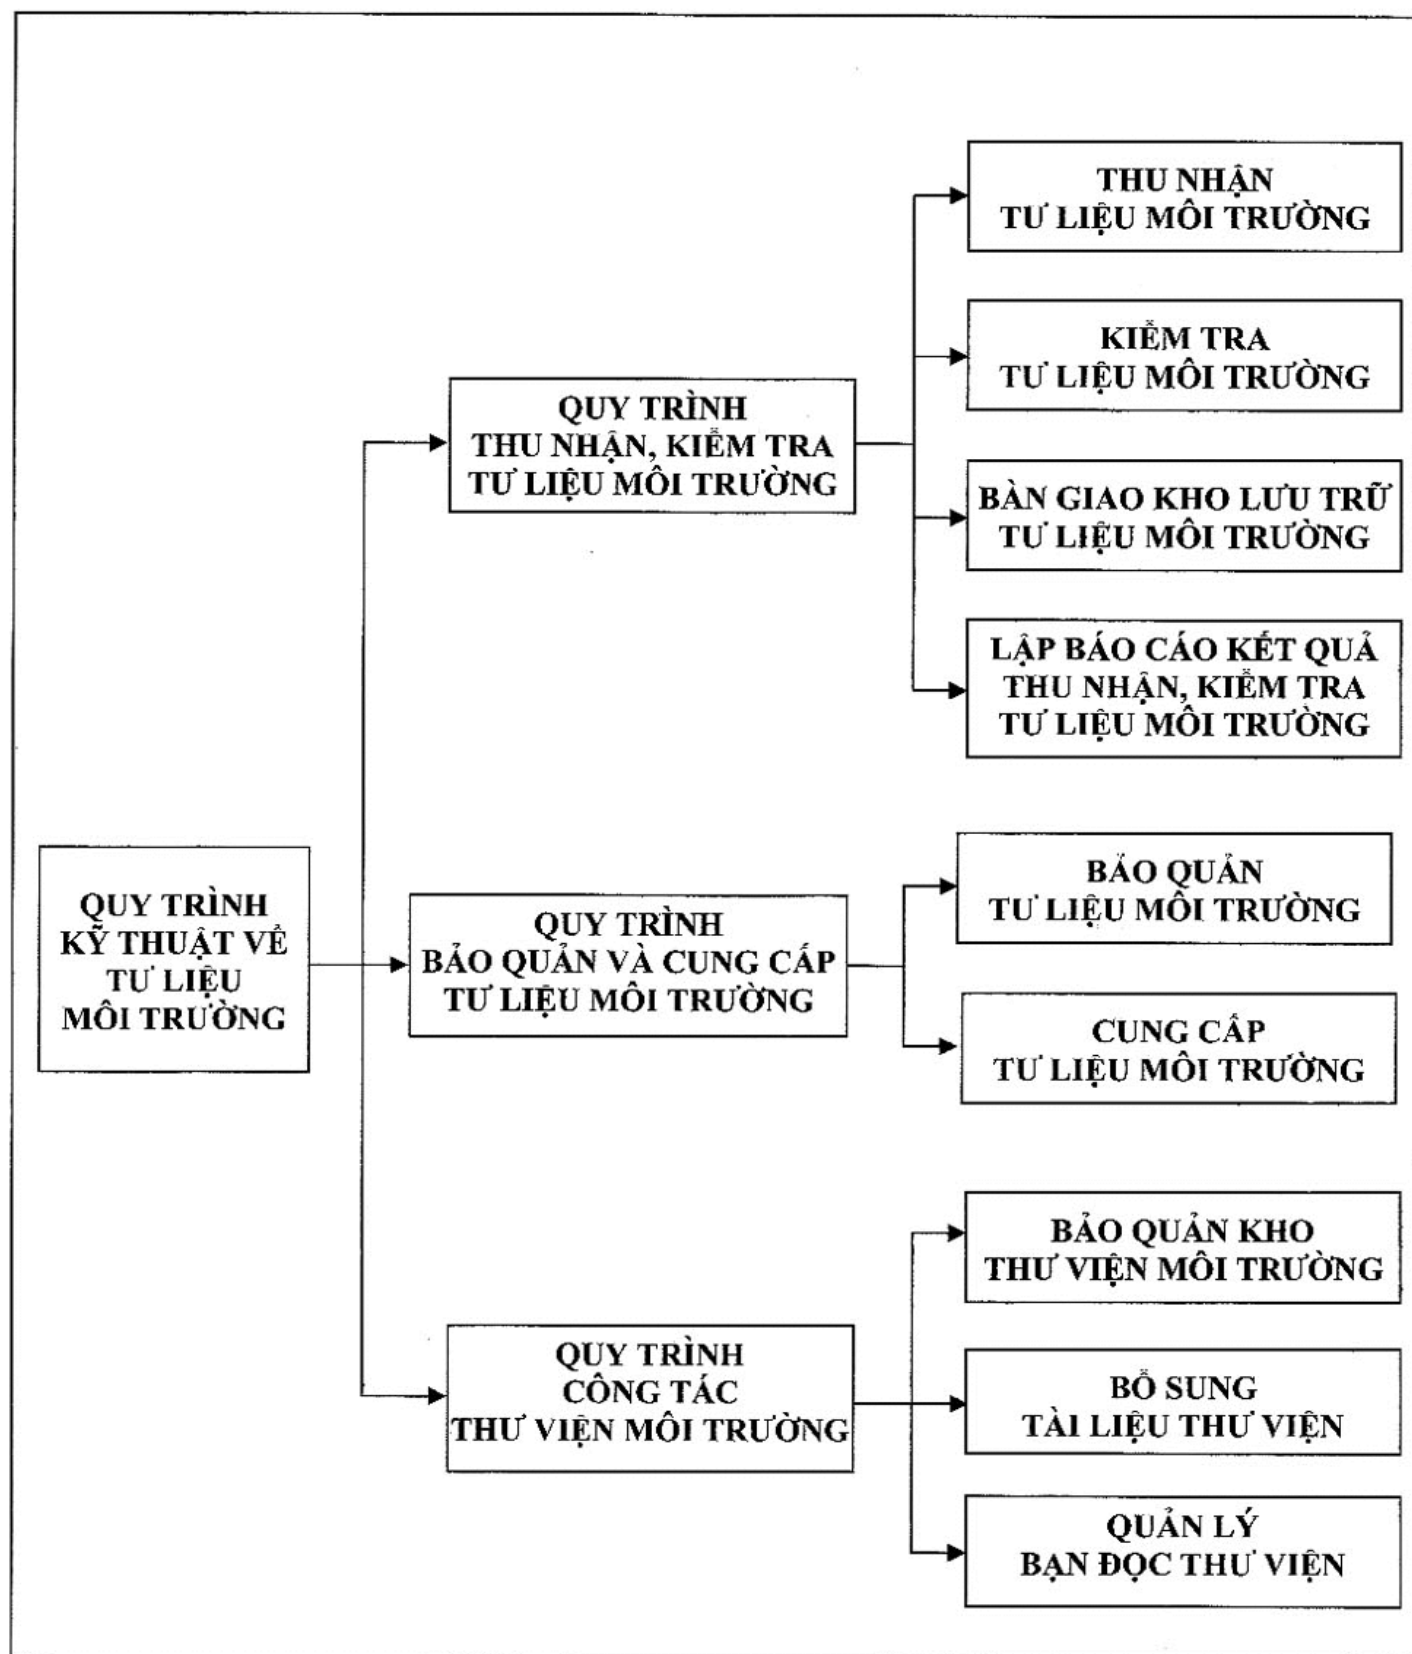 THU NHẬN
TƯ LIỆU MÔI TRƯỜNG
KIỂM TRA
TƯ LIỆU MÔI TRƯỜNG
QUY TRÌNH
THU NHẬN, KIỂM TRA
TƯ LIỆU MÔI TRƯỜNG
BÀN GIAO KHO LƯU TRỮ
TƯ LIỆU MÔI TRƯỜNG
LẬP BÁO CÁO KẾT QUẢ
THU NHẬN, KIỂM TRA
TƯ LIỆU MÔI TRƯỜNG
QUY TRÌNH
KỸ THUẬT VỀ
TƯ LIỆU
MÔI TRƯỜNG
QUY TRÌNH
BẢO QUẢN VÀ CUNG CẤP
TƯ LIỆU MÔI TRƯỜNG
BẢO QUẢN
TƯ LIỆU MÔI TRƯỜNG
CUNG CẤP
TƯ LIỆU MÔI TRƯỜNG
BẢO QUẢN KHO
THƯ VIỆN MÔI TRƯỜNG
QUY TRÌNH
CÔNG TÁC
THƯ VIỆN MÔI TRƯỜNG
BỔ SUNG
TÀI LIỆU THƯ VIỆN
QUẢN LÝ
BẠN ĐỌC THƯ VIỆN